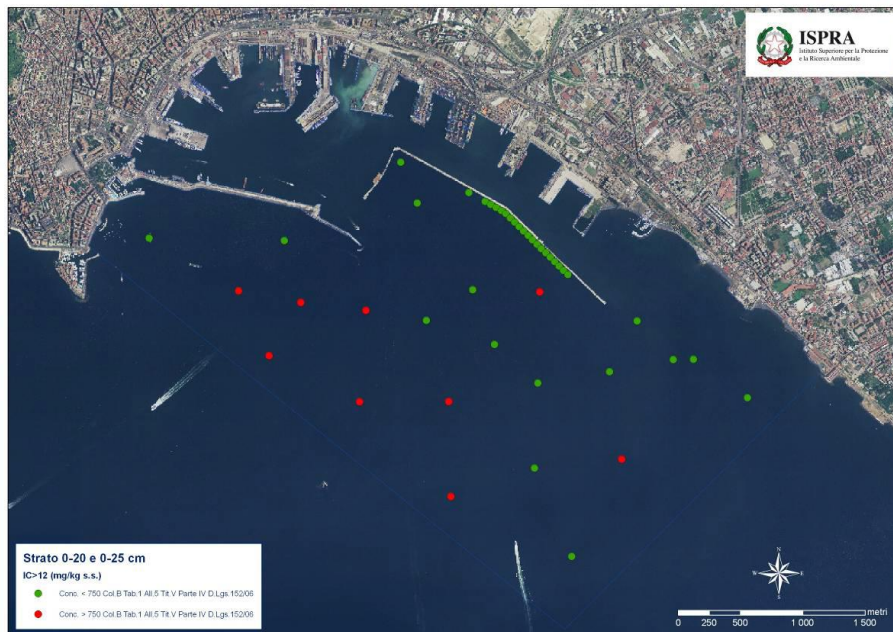 ISPRA
Istituto Superiore per la Protezione
e la Ricerca Ambientale
Strato 0-20 e 0-25 cm
IC>12 (mg/kg s.s.)
Conc. < 750 Col.B.Tab.1 All.5 Tit.V Parte IV D.Lgs.152/06
Conc. > 750 Col.B.Tab.1 All.5 Tit.V Parte IV D.Lgs.152/06
N
W E
S
metri
0 250 500 1 000 1 500